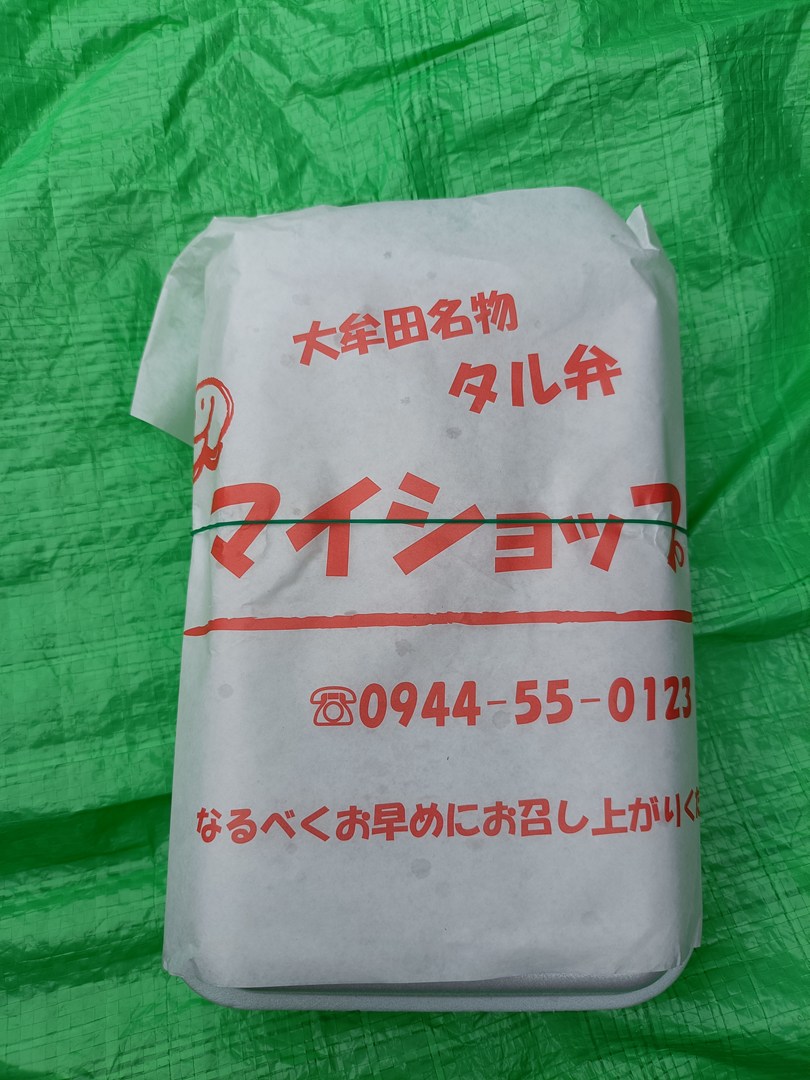 大牟田名物
タル弁
マイショップ
☎0944-55-0123
なるべくお早めにお召し上がりくだ